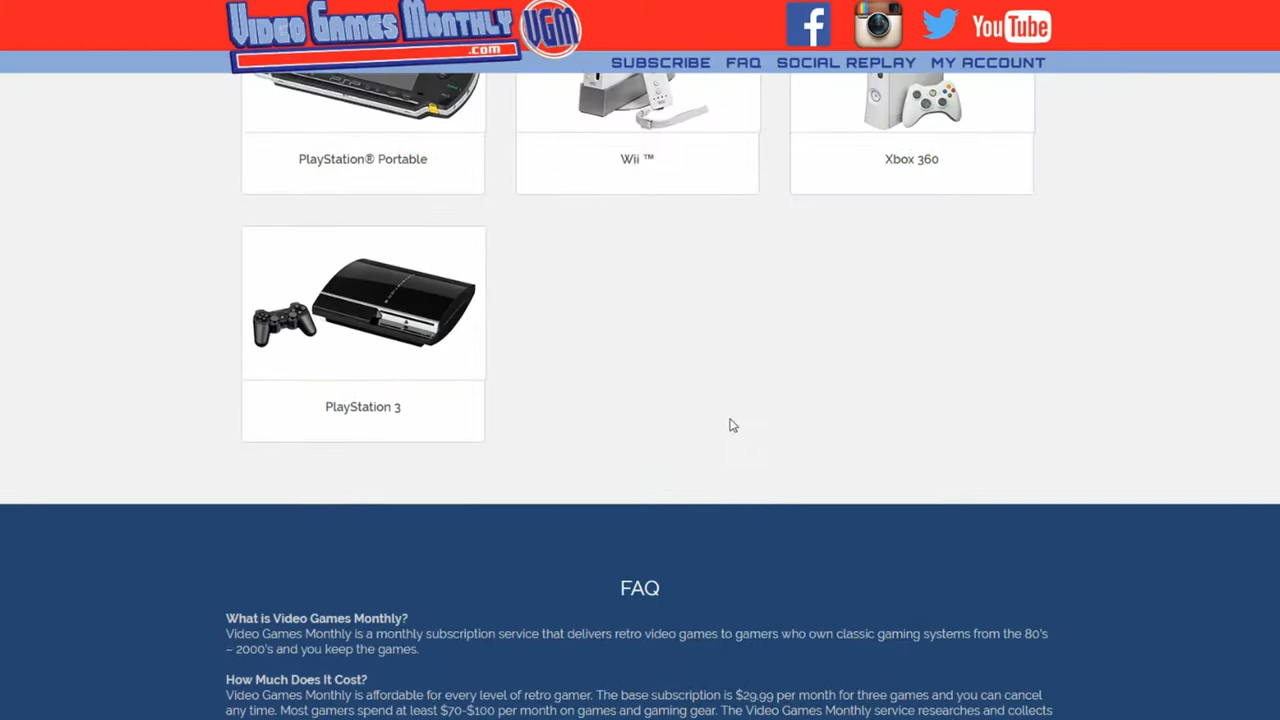 VIDEO GAMES MONTHLY
.COM
VGM
f
You Tube
SUBSCRIBE FAQ SOCIAL REPLAY MY ACCOUNT
PlayStation® Portable
Wii ™
Xbox 360
PlayStation 3
FAQ
What is Video Games Monthly?
Video Games Monthly is a monthly subscription service that delivers retro video games to gamers who own classic gaming systems from the 80's
– 2000's and you keep the games.
How Much Does It Cost?
Video Games Monthly is affordable for every level of retro gamer. The base subscription is $29.99 per month for three games and you can cancel
any time. Most gamers spend at least $70-$100 per month on games and gaming gear. The Video Games Monthly service researches and collects